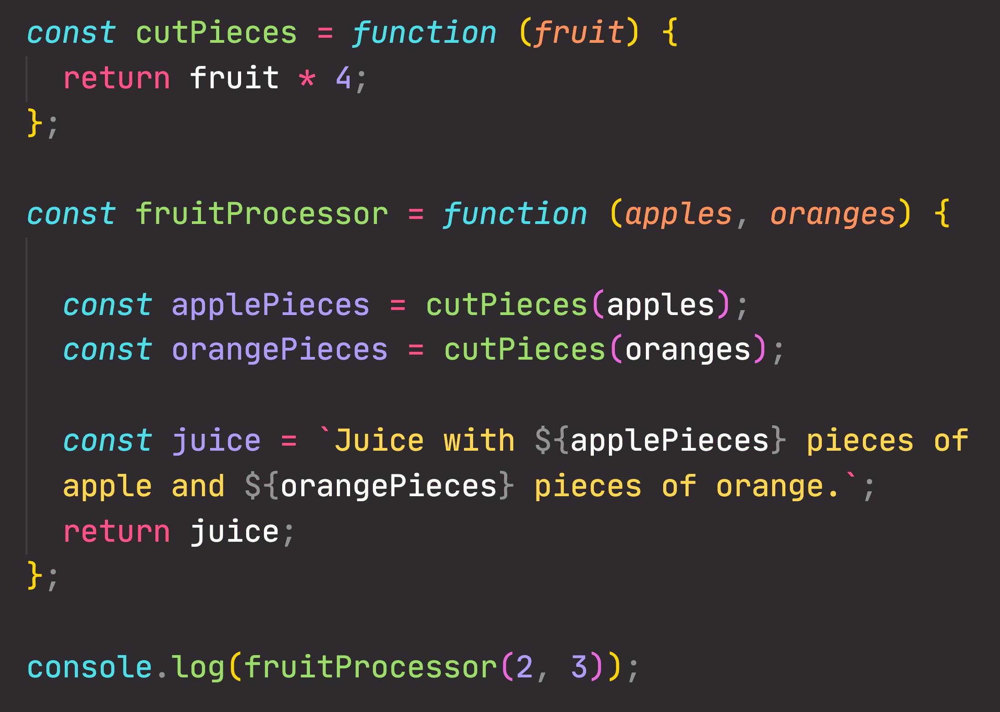 const cutPieces = function (fruit) {
  return fruit * 4;
};
const fruitProcessor = function (apples, oranges) {
  const applePieces = cutPieces(apples);
  const orangePieces = cutPieces(oranges);
  const juice = `Juice with ${applePieces} pieces of
  apple and ${orangePieces} pieces of orange.`;
  return juice;
};
console.log(fruitProcessor(2, 3));